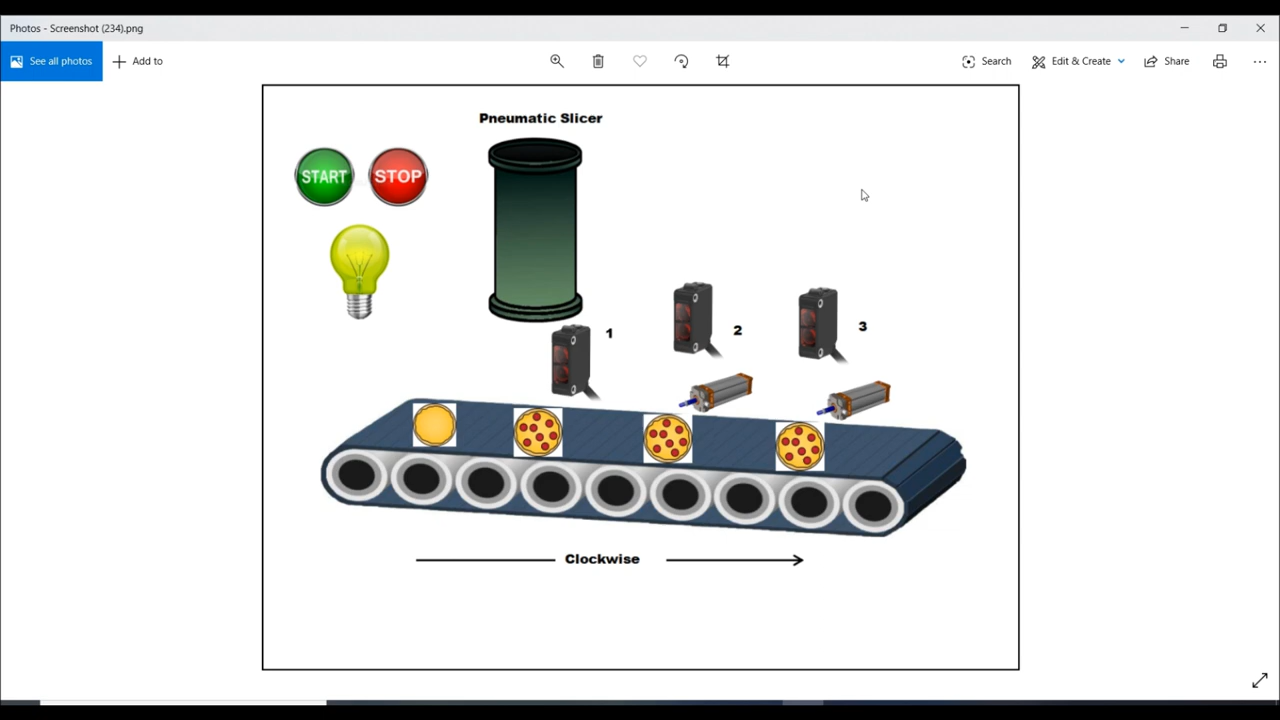 Photos - Screenshot (234).png
See all photos
Add to
Search
Edit & Create
Share
Pneumatic Slicer
START
STOP
1
2
3
Clockwise